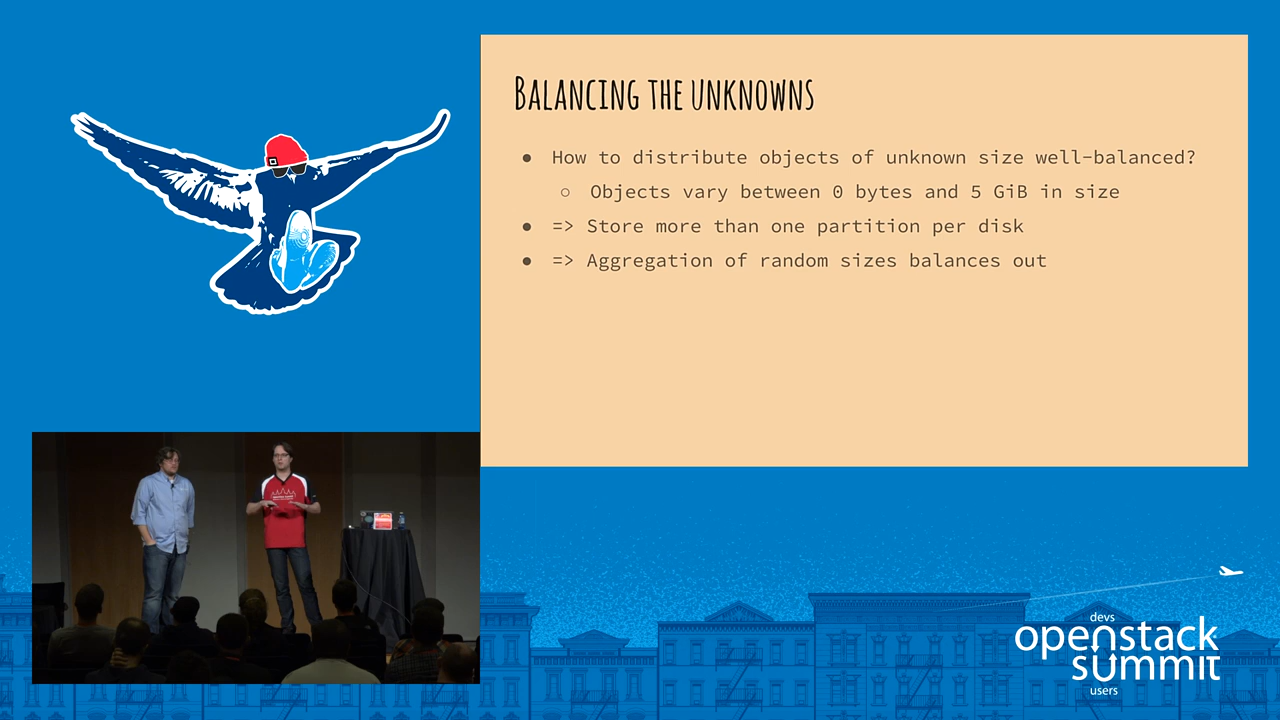 Balancing the unknowns
● How to distribute objects of unknown size well-balanced?
○ Objects vary between 0 bytes and 5 GiB in size
● => Store more than one partition per disk
● => Aggregation of random sizes balances out
devs
openstack
summit
users